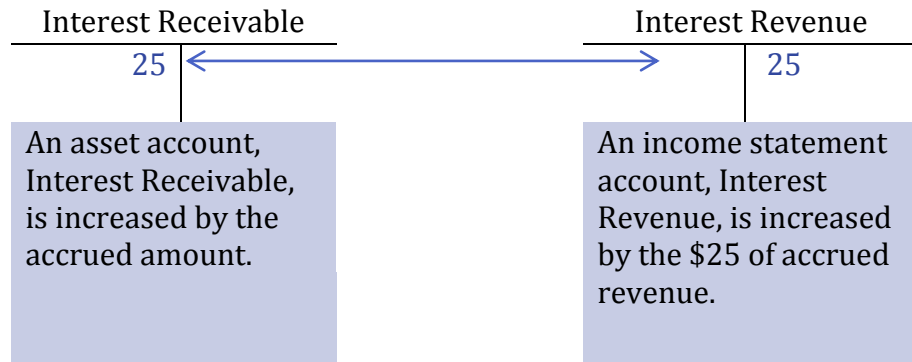 Interest Receivable
25
An asset account,
Interest Receivable,
is increased by the
accrued amount.
Interest Revenue
25
An income statement
account, Interest
Revenue, is increased
by the $25 of accrued
revenue.